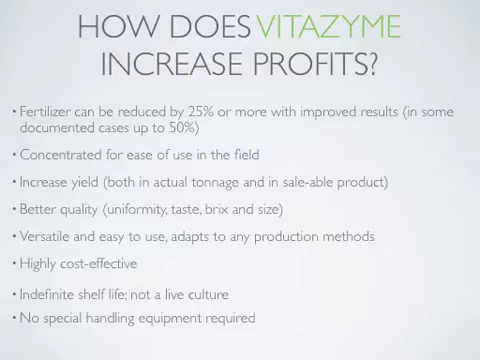 HOW DOES VITAZYME
INCREASE PROFITS?
• Fertilizer can be reduced by 25% or more with improved results (in some
documented cases up to 50%)
• Concentrated for ease of use in the field
• Increase yield (both in actual tonnage and in sale-able product)
• Better quality (uniformity, taste, brix and size)
• Versatile and easy to use, adapts to any production methods
• Highly cost-effective
• Indefinite shelf life; not a live culture
• No special handling equipment required